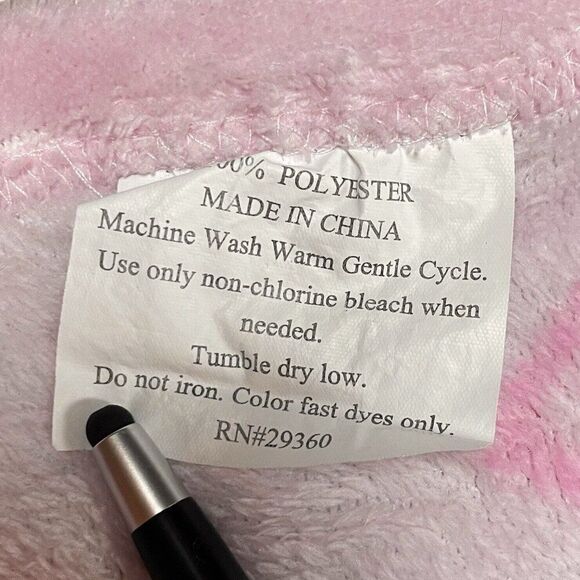 00% POLYESTER
MADE IN CHINA
Machine Wash Warm Gentle Cycle.
Use only non-chlorine bleach when
needed.
Tumble dry low.
Do not iron. Color fast dyes only.
RN#29360